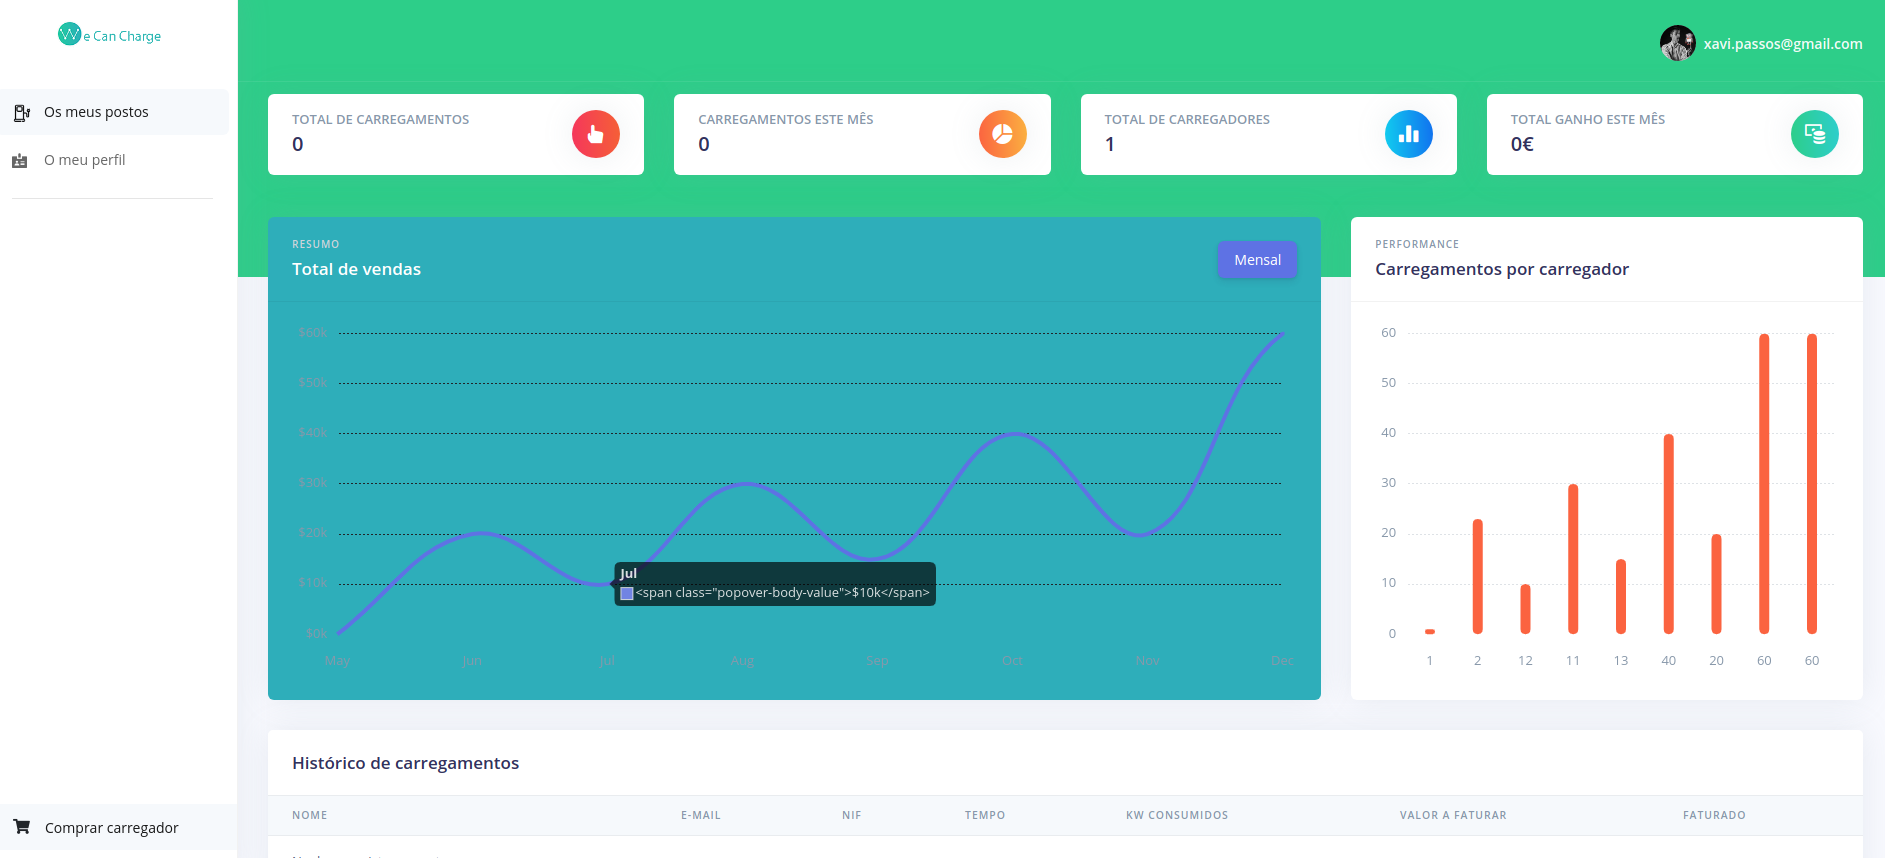 We Can Charge
xavi.passos@gmail.com
Os meus postos
O meu perfil
Comprar carregador
TOTAL DE CARREGAMENTOS
0
CARREGAMENTOS ESTE MÊS
0
TOTAL DE CARREGADORES
1
TOTAL GANHO ESTE MÊS
0€
RESUMO
Total de vendas
Mensal
$60k
$50k
$40k
$30k
$20k
$10k
$0k
May Jun Jul Aug Sep Oct Nov Dec
Jul
<span class="popover-body-value">$10k</span>
PERFORMANCE
Carregamentos por carregador
60
50
40
30
20
10
0
1 2 12 11 13 40 20 60 60
Histórico de carregamentos
NOME E-MAIL NIF TEMPO KW CONSUMIDOS VALOR A FATURAR FATURADO